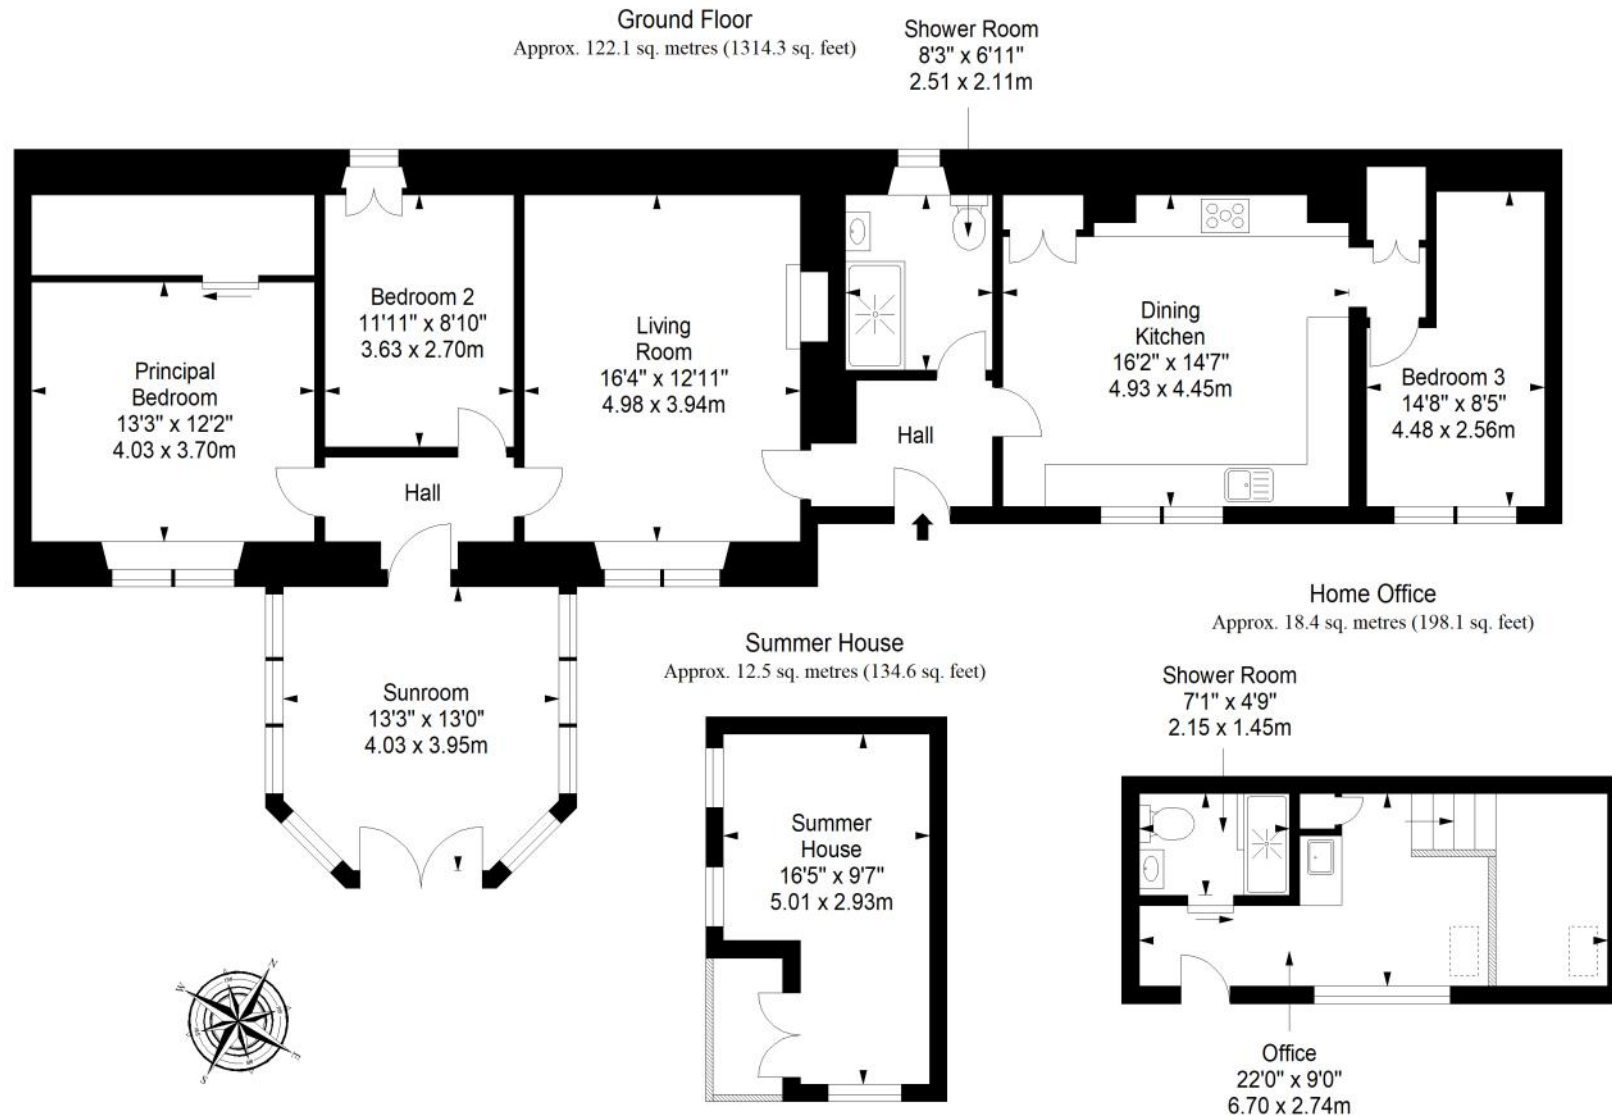 Ground Floor
Approx. 122.1 sq. metres (1314.3 sq. feet)
Shower Room
8'3" x 6'11"
2.51 x 2.11m
Principal
Bedroom
13'3" x 12'2"
4.03 x 3.70m
Bedroom 2
11'11" x 8'10"
3.63 x 2.70m
Living
Room
16'4" x 12'11"
4.98 x 3.94m
Dining
Kitchen
16'2" x 14'7"
4.93 x 4.45m
Bedroom 3
14'8" x 8'5"
4.48 x 2.56m
Hall
Hall
Sunroom
13'3" x 13'0"
4.03 x 3.95m
Summer House
Approx. 12.5 sq. metres (134.6 sq. feet)
Summer
House
16'5" x 9'7"
5.01 x 2.93m
Home Office
Approx. 18.4 sq. metres (198.1 sq. feet)
Shower Room
7'1" x 4'9"
2.15 x 1.45m
Office
22'0" x 9'0"
6.70 x 2.74m
N
W
E
S